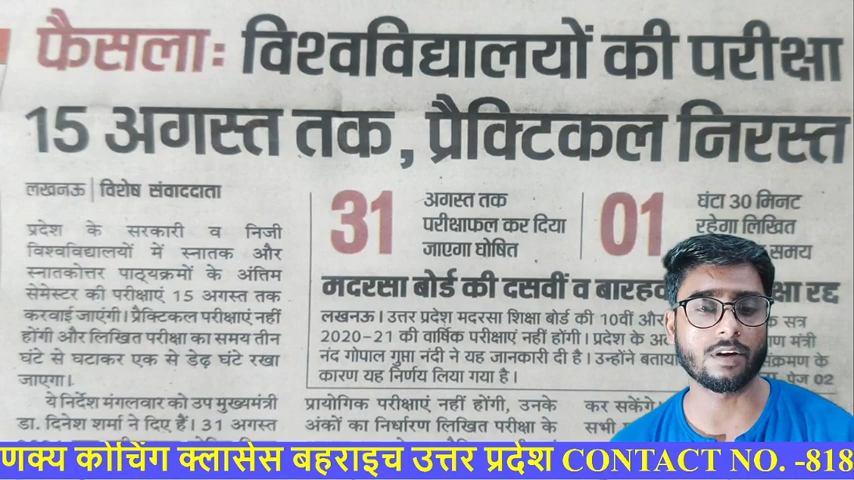 फैसला: विश्वविद्यालयों की परीक्षा
15 अगस्त तक, प्रैक्टिकल निरस्त
लखनऊ | विशेष संवाददाता
प्रदेश के सरकारी व निजी
विश्वविद्यालयों में स्नातक और
स्नातकोत्तर पाठ्यक्रमों के अंतिम
सेमेस्टर की परीक्षाएं 15 अगस्त तक
करवाई जाएंगी। प्रैक्टिकल परीक्षाएं नहीं
होंगी और लिखित परीक्षा का समय तीन
घंटे से घटाकर एक से डेढ़ घंटे रखा
जाएगा।
ये निर्देश मंगलवार को उप मुख्यमंत्री
डा. दिनेश शर्मा ने दिए हैं। 31 अगस्त
31
अगस्त तक
परीक्षाफल कर दिया
जाएगा घोषित
01
घंटा 30 मिनट
रहेगा लिखित
समय
मदरसा बोर्ड की दसवीं व रद्द
लखनऊ। उत्तर प्रदेश मदरसा शिक्षा बोर्ड की 10वीं और सत्र
2020-21 की वार्षिक परीक्षाएं नहीं होंगी। प्रदेश के मंत्री
नंद गोपाल गुप्ता नंदी ने यह जानकारी दी है। उन्होंने के
कारण यह निर्णय लिया गया है। पेज 02
प्रायोगिक परीक्षाएं नहीं होंगी, उनके
अंकों का निर्धारण लिखित परीक्षा के
कर सकेंगे।
सभी
कोचिंग क्लासेस बहराइच उत्तर प्रदेश CONTACT NO. -818